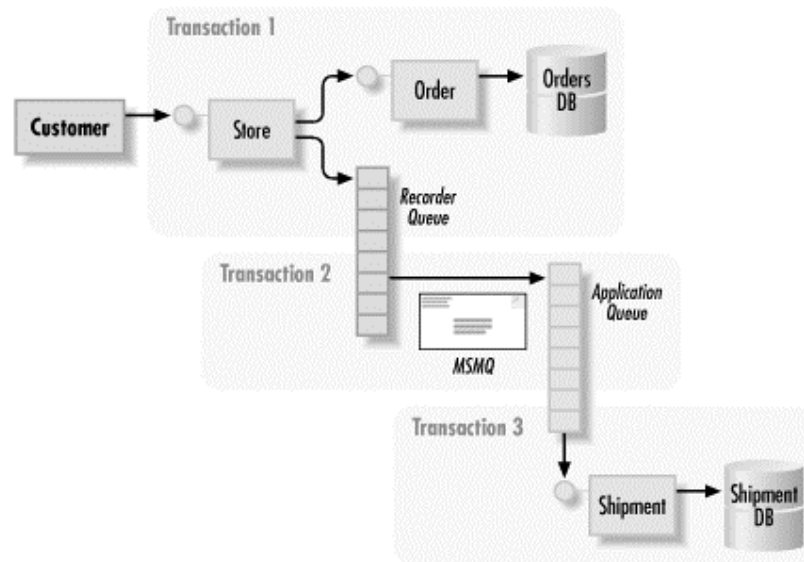 Transaction 1
Customer
Store
Order
Orders
DB
Recorder
Queue
Transaction 2
Application
Queue
MSMQ
Transaction 3
Shipment
Shipment
DB